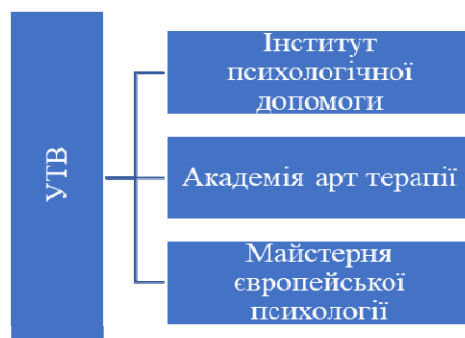 УТВ
Інститут
психологічної
допомоги
Академія арт терапії
Майстерня
європейської
психології